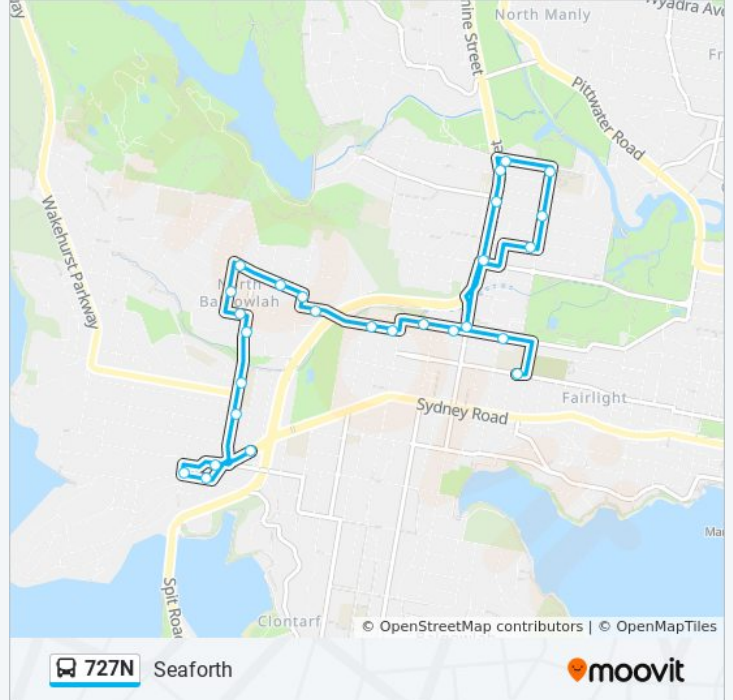 North Manly
Wyadra Ave
Pittwater Road
Wakehurst Parkway
North
Balgowlah
Sydney Road
Fairlight
Spit Road
Clontarf
© OpenStreetMap contributors | © OpenMapTiles
727N
Seaforth
moovit